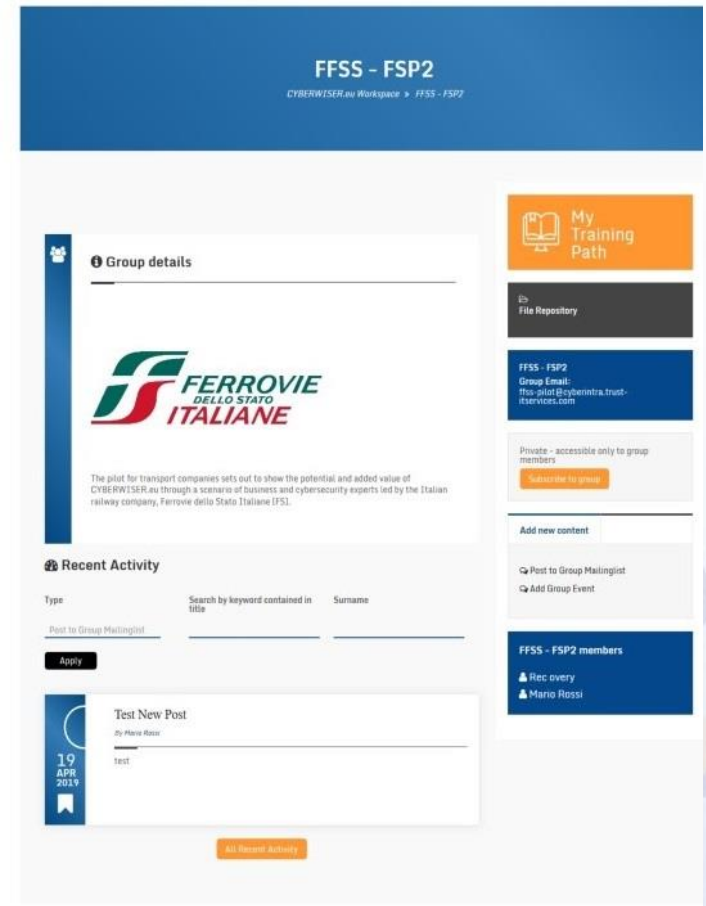 FFSS - FSP2
CYBERWISER.eu Workspace » FFSS - FSP2
Group details
FERROVIE
DELLO STATO
ITALIANE
The pilot for transport companies sets out to show the potential and added value of
CYBERWISER.eu through a scenario of business and cybersecurity experts led by the Italian
railway company, Ferrovie dello Stato Italiane (FS).
Recent Activity
Type
Search by keyword contained in
title
Surname
Post to Group Mailinglist
Apply
Test New Post
By Mario Rossi
test
19
APR
2019
All Recent Activity
My
Training
Path
File Repository
FFSS - FSP2
Group Email:
ffss-pilot@cyberintra.trust-
itservices.com
Private - accessible only to group
members
Subscribe to group
Add new content
Post to Group Mailinglist
Add Group Event
FFSS - FSP2 members
Rec overy
Mario Rossi